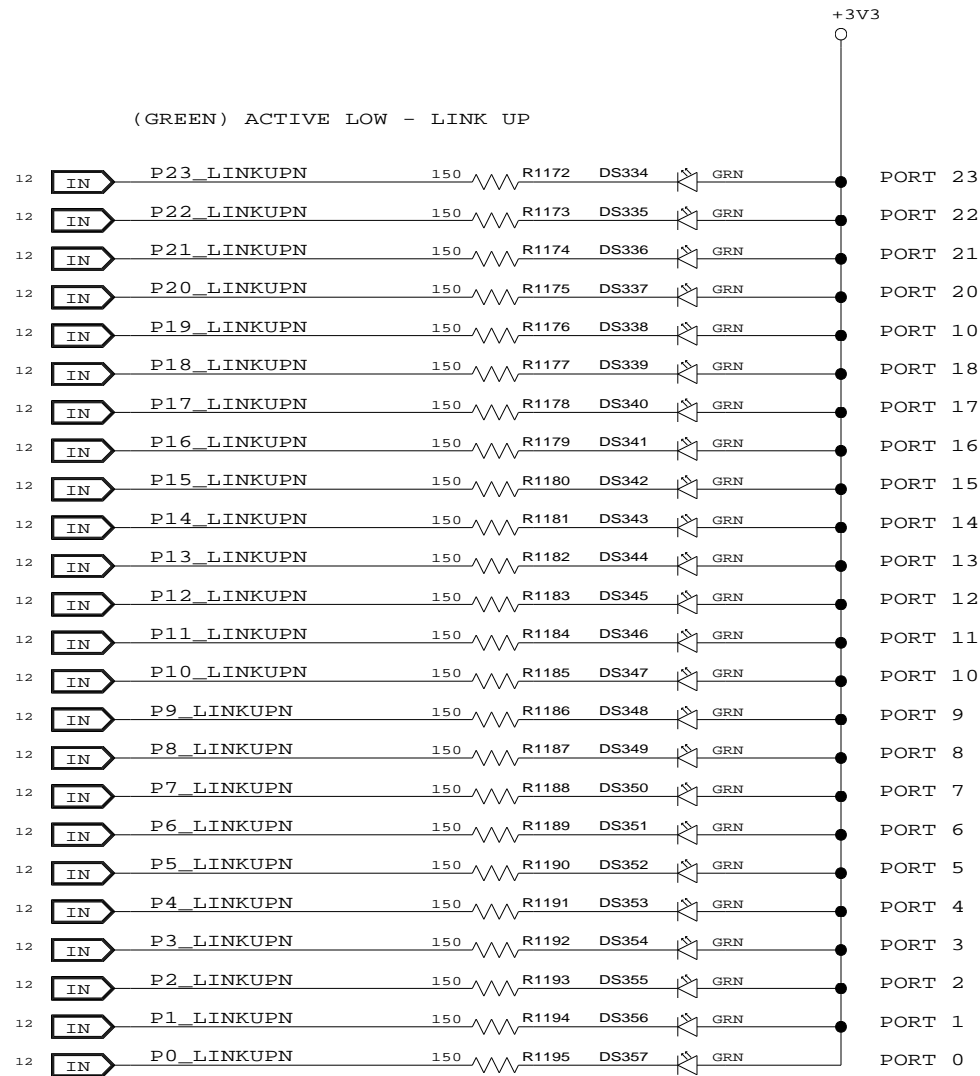 +3V3
(GREEN) ACTIVE LOW - LINK UP
12 IN P23_LINKUPN 150 R1172 DS334 GRN PORT 23
12 IN P22_LINKUPN 150 R1173 DS335 GRN PORT 22
12 IN P21_LINKUPN 150 R1174 DS336 GRN PORT 21
12 IN P20_LINKUPN 150 R1175 DS337 GRN PORT 20
12 IN P19_LINKUPN 150 R1176 DS338 GRN PORT 10
12 IN P18_LINKUPN 150 R1177 DS339 GRN PORT 18
12 IN P17_LINKUPN 150 R1178 DS340 GRN PORT 17
12 IN P16_LINKUPN 150 R1179 DS341 GRN PORT 16
12 IN P15_LINKUPN 150 R1180 DS342 GRN PORT 15
12 IN P14_LINKUPN 150 R1181 DS343 GRN PORT 14
12 IN P13_LINKUPN 150 R1182 DS344 GRN PORT 13
12 IN P12_LINKUPN 150 R1183 DS345 GRN PORT 12
12 IN P11_LINKUPN 150 R1184 DS346 GRN PORT 11
12 IN P10_LINKUPN 150 R1185 DS347 GRN PORT 10
12 IN P9_LINKUPN 150 R1186 DS348 GRN PORT 9
12 IN P8_LINKUPN 150 R1187 DS349 GRN PORT 8
12 IN P7_LINKUPN 150 R1188 DS350 GRN PORT 7
12 IN P6_LINKUPN 150 R1189 DS351 GRN PORT 6
12 IN P5_LINKUPN 150 R1190 DS352 GRN PORT 5
12 IN P4_LINKUPN 150 R1191 DS353 GRN PORT 4
12 IN P3_LINKUPN 150 R1192 DS354 GRN PORT 3
12 IN P2_LINKUPN 150 R1193 DS355 GRN PORT 2
12 IN P1_LINKUPN 150 R1194 DS356 GRN PORT 1
12 IN P0_LINKUPN 150 R1195 DS357 GRN PORT 0